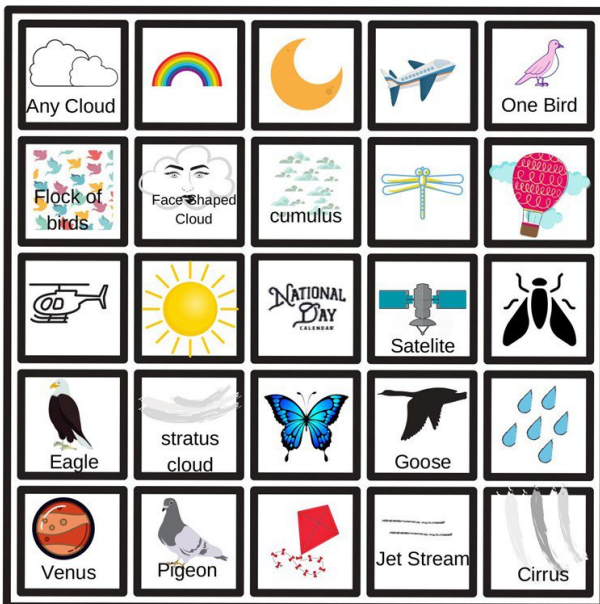 Any Cloud
One Bird
Flock of
birds
Face Shaped
Cloud
cumulus
NATIONAL
DAY
CALENDAR
Satelite
Eagle
stratus
cloud
Goose
Venus
Pigeon
Jet Stream
Cirrus